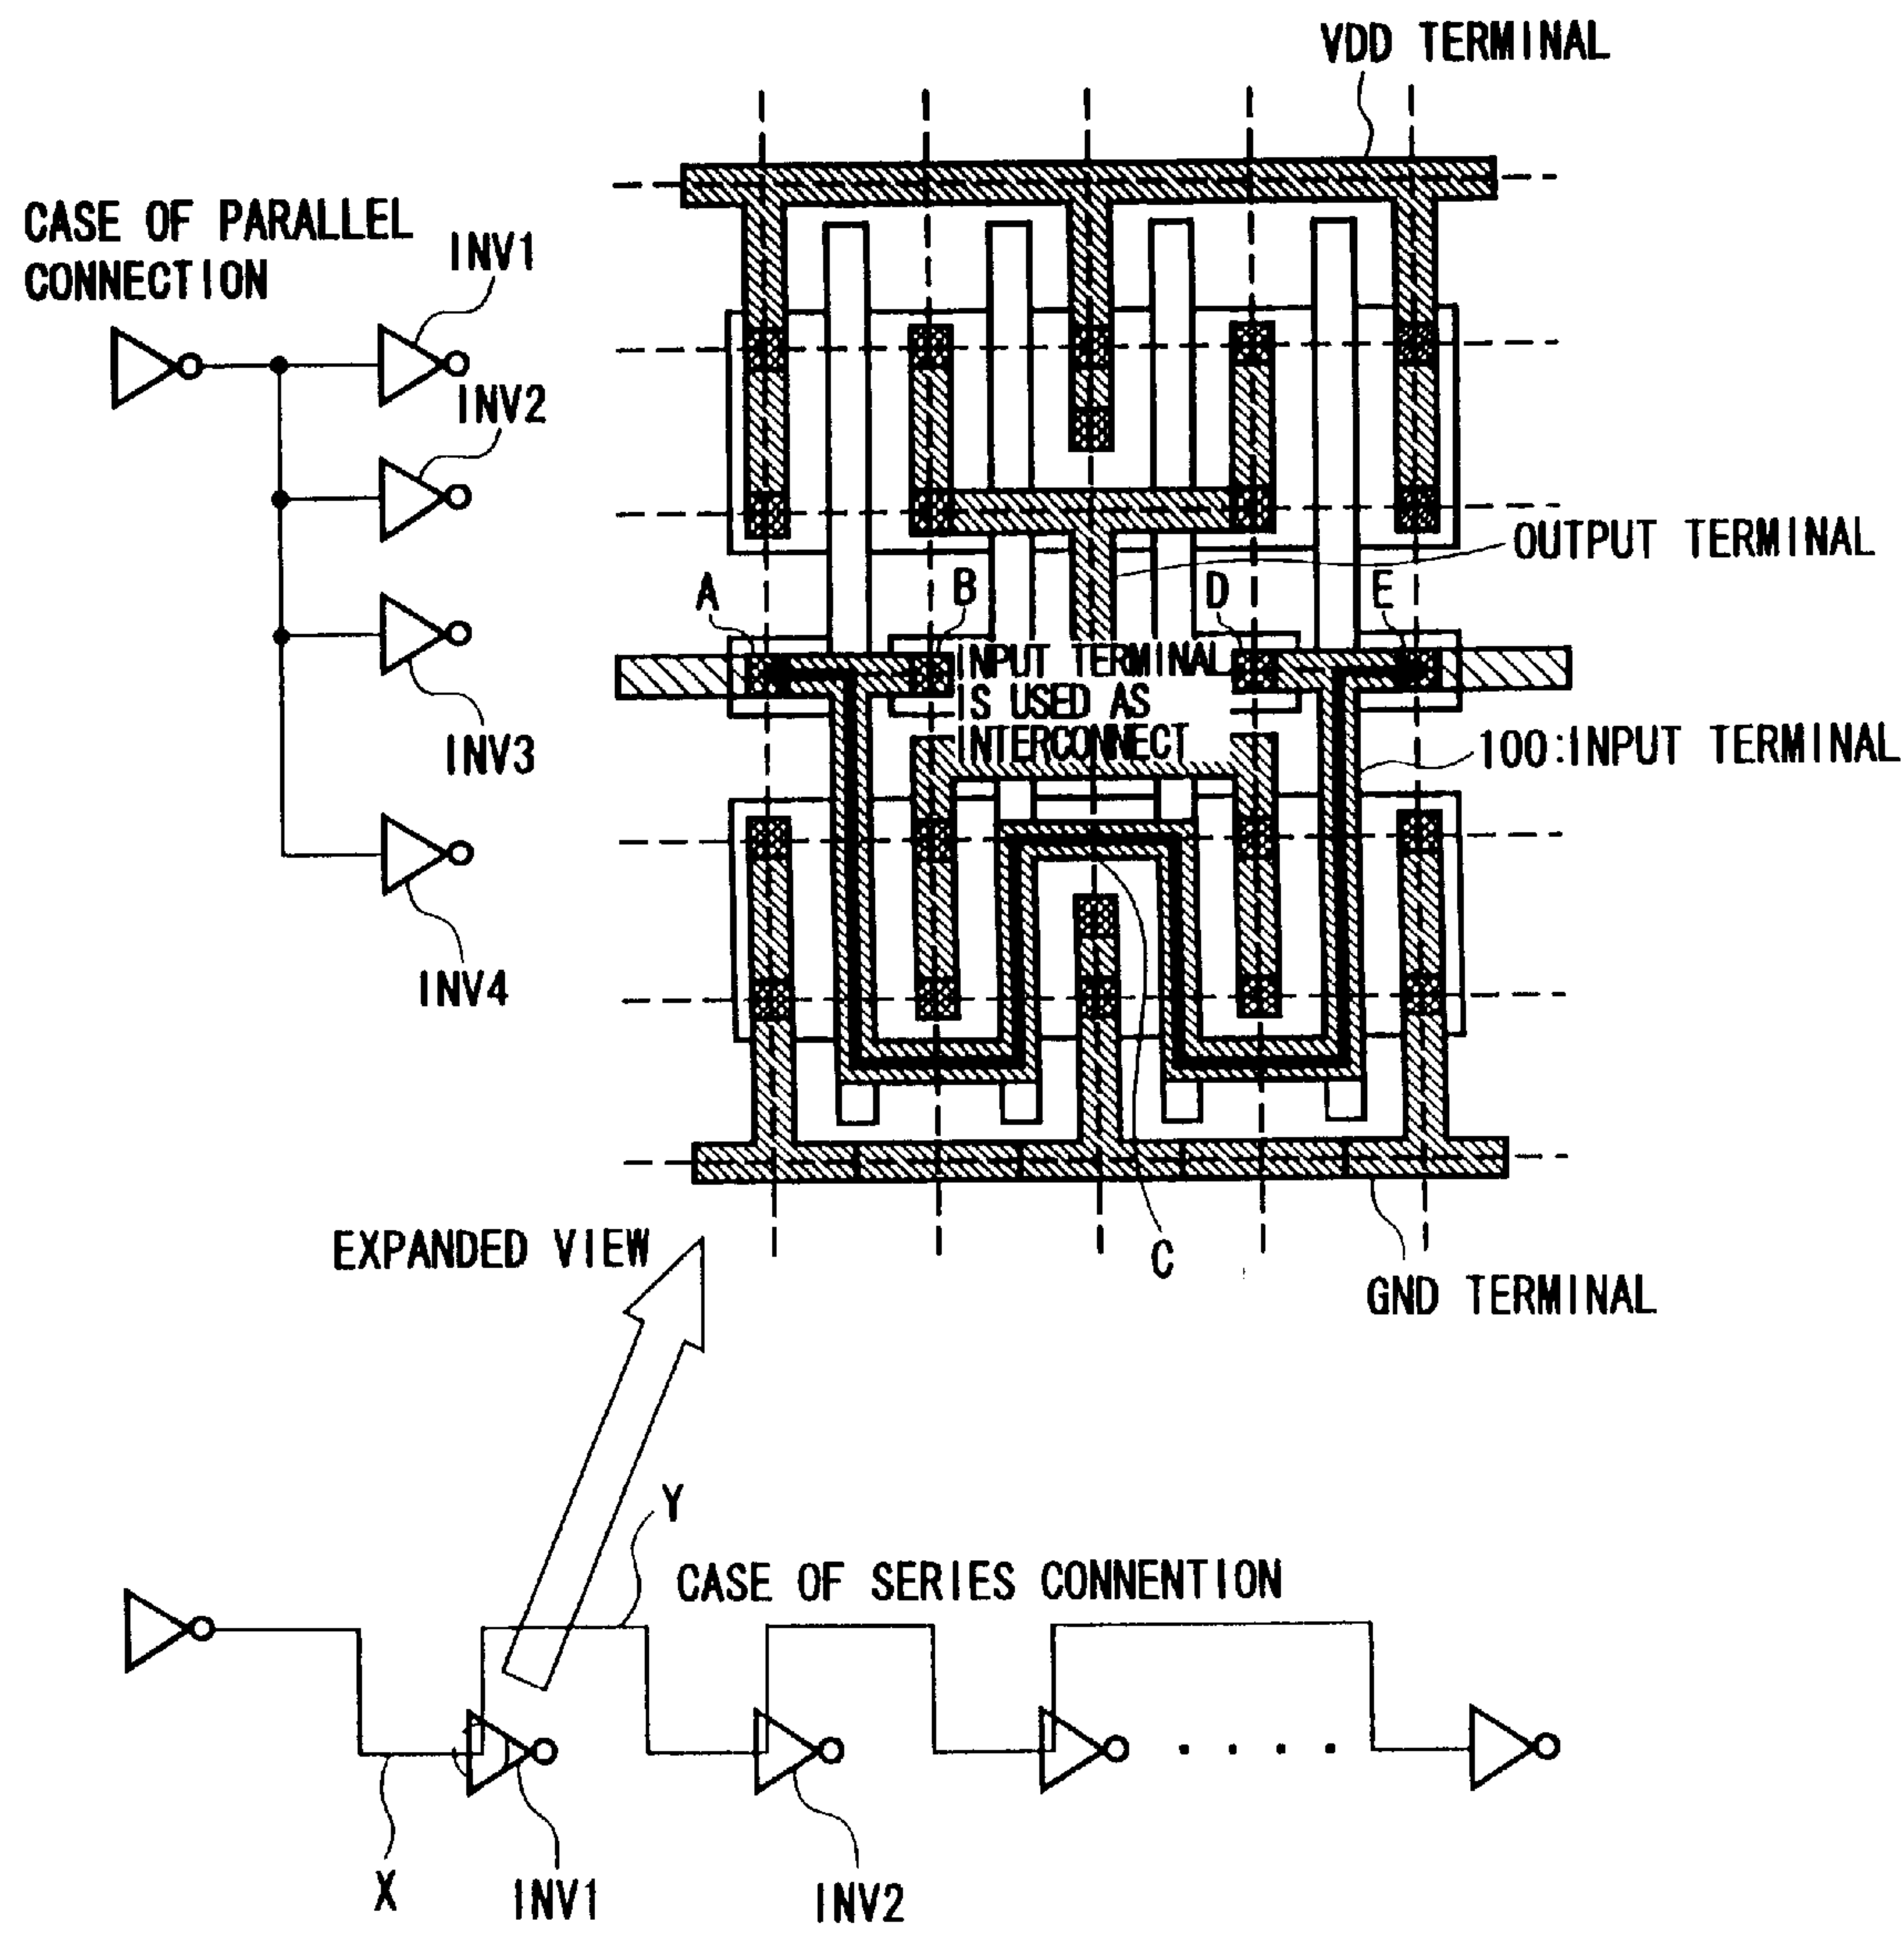 VDD TERMINAL
CASE OF PARALLEL
CONNECTION
INV1
INV2
INV3
INV4
OUTPUT TERMINAL
A
B
D
E
INPUT TERMINAL
IS USED AS
INTERCONNECT
100:INPUT TERMINAL
C
GND TERMINAL
EXPANDED VIEW
Y
CASE OF SERIES CONNENTION
X
INV1
INV2